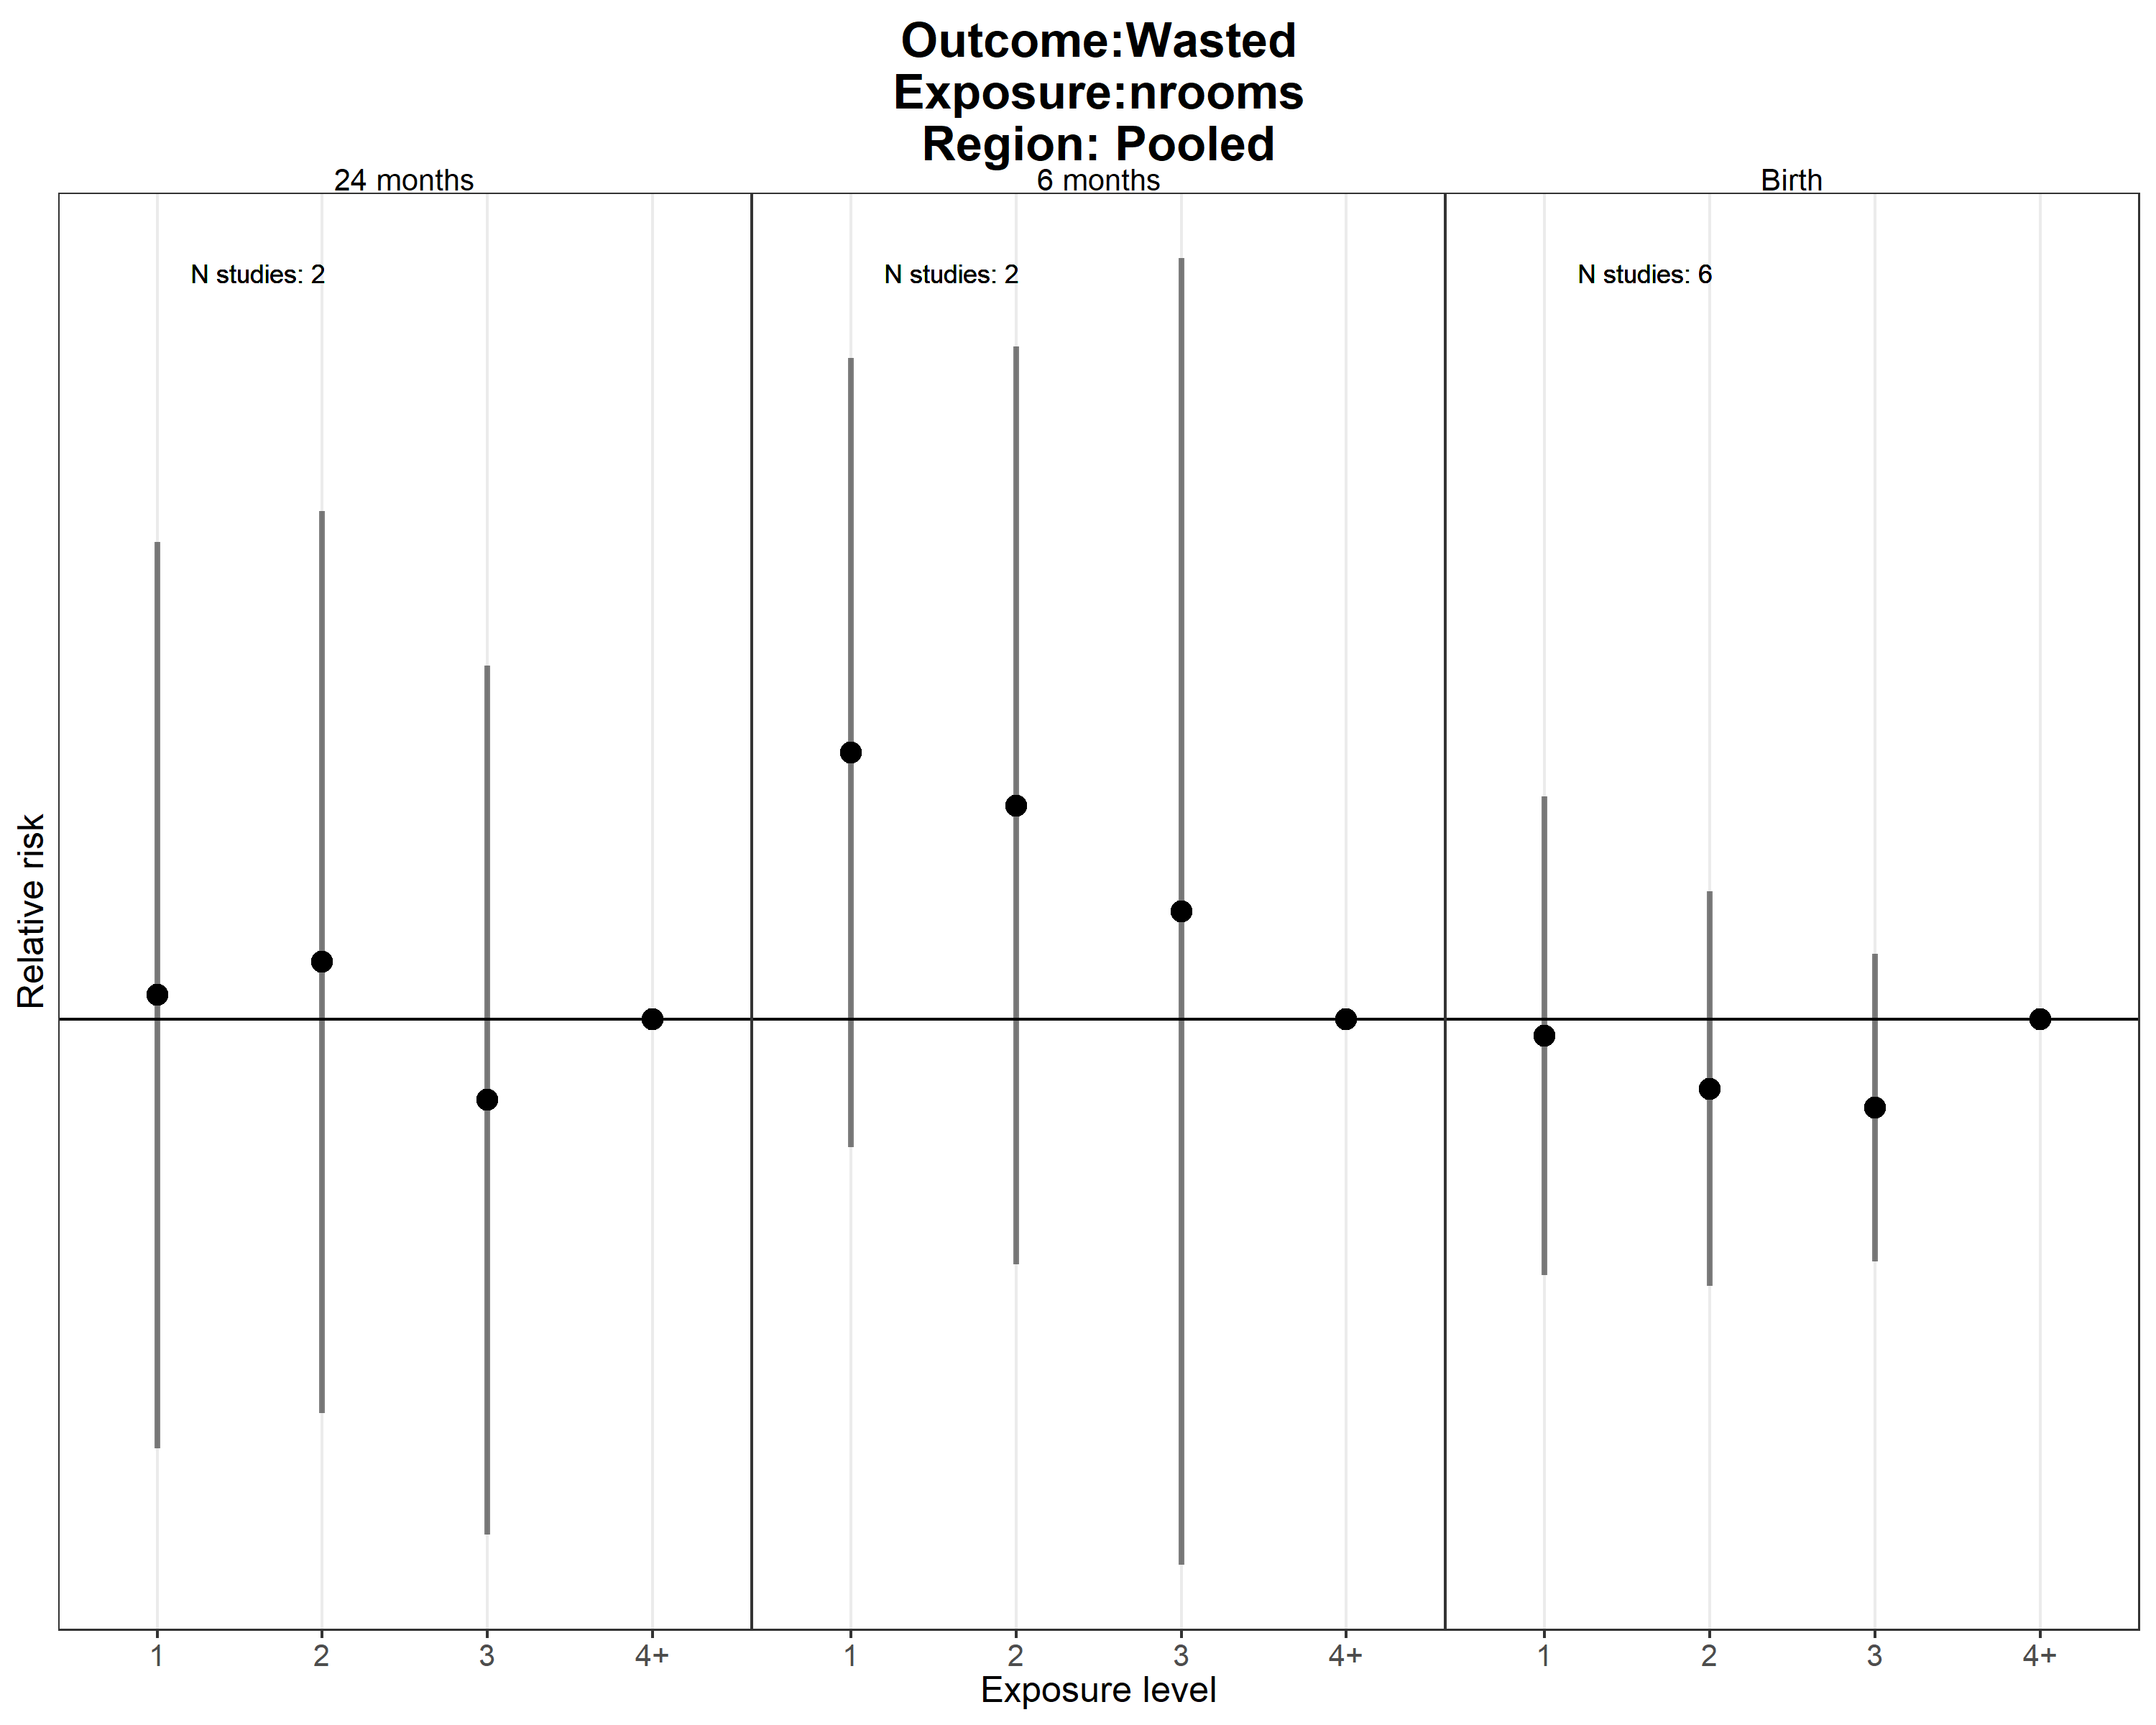 Outcome:Wasted
Exposure:nrooms
Region: Pooled
24 months
6 months
Birth
N studies: 2
N studies: 2
N studies: 6
Relative risk
1 2 3 4+ 1 2 3 4+ 1 2 3 4+
Exposure level